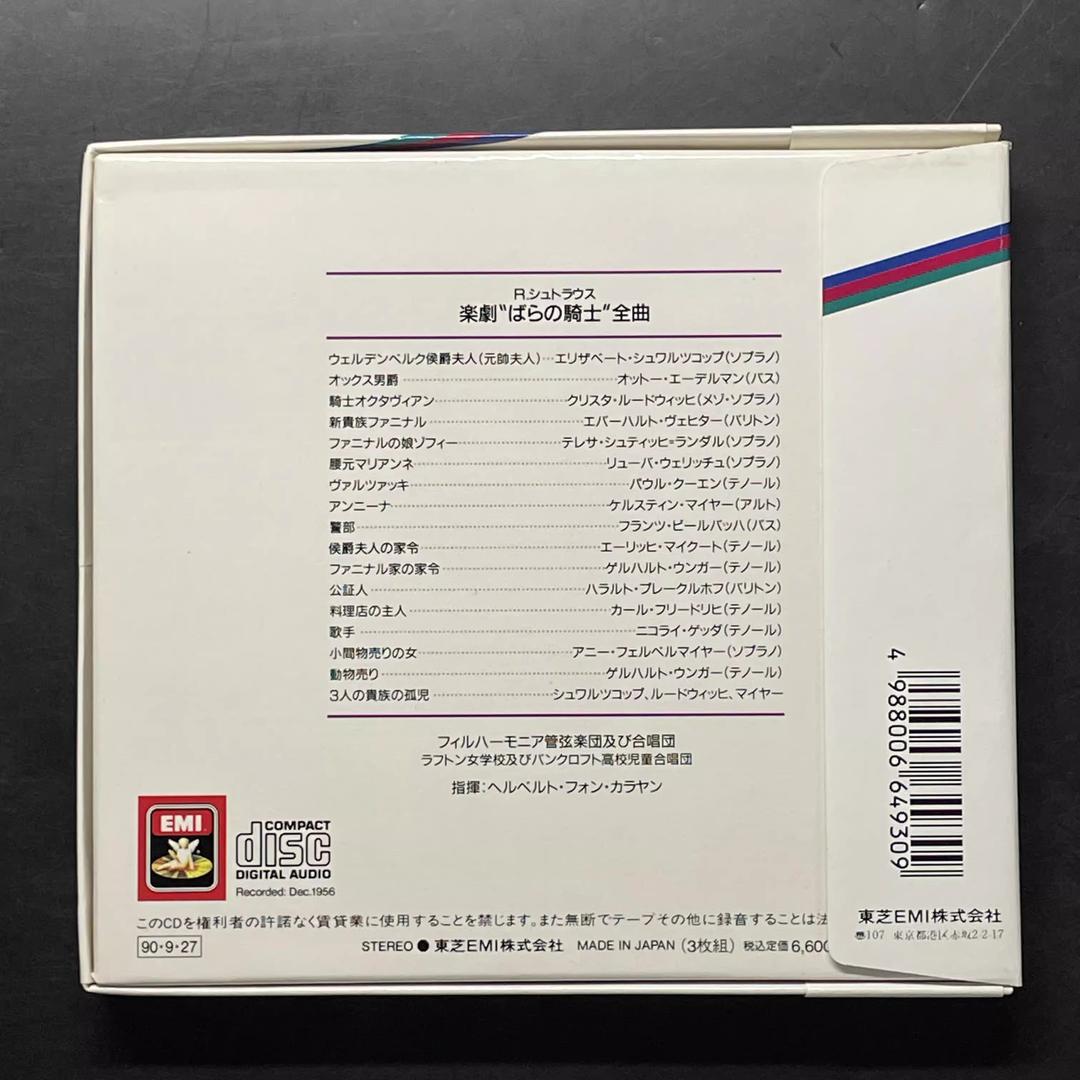 R.シュトラウス
楽劇"ばらの騎士"全曲
ウェルデンベルク侯爵夫人(元帥夫人)…エリザベート・シュワルツコップ(ソプラノ)
オックス男爵…オットー・エーデルマン(バス)
騎士オクタヴィアン…クリスタ・ルードウィッヒ(メゾ・ソプラノ)
新貴族ファニナル…エバーハルト・ヴェヒター(バリトン)
ファニナルの娘ゾフィー…テレサ・シュティッヒ=ランダル(ソプラノ)
腰元マリアンネ…リューバ・ウェリッチュ(ソプラノ)
ヴァルツァッキ…パウル・クーエン(テノール)
アンニーナ…ケルスティン・マイヤー(アルト)
警部…フランツ・ビールバッハ(バス)
侯爵夫人の家令…エーリッヒ・マイクート(テノール)
ファニナル家の家令…ゲルハルト・ウンガー(テノール)
公証人…ハラルト・プレークルホフ(バリトン)
料理店の主人…カール・フリードリヒ(テノール)
歌手…ニコライ・ゲッダ(テノール)
小間物売りの女…アニー・フェルベルマイヤー(ソプラノ)
動物売り…ゲルハルト・ウンガー(テノール)
3人の貴族の孤児…シュワルツコップ、ルードウィッヒ、マイヤー
フィルハーモニア管弦楽団及び合唱団
ラフトン女学校及びバンクロフト高校児童合唱団
指揮:ヘルベルト・フォン・カラヤン
EMI
COMPACT
disc
DIGITAL AUDIO
Recorded: Dec.1956
このCDを権利者の許諾なく賃貸業に使用することを禁じます。また無断でテープその他に録音することは法
90・9・27
STEREO ● 東芝EMI株式会社 MADE IN JAPAN (3枚組) 税込定価6,600
4 988006 649309
東芝EMI株式会社
〒107 東京都港区赤坂2-2-17